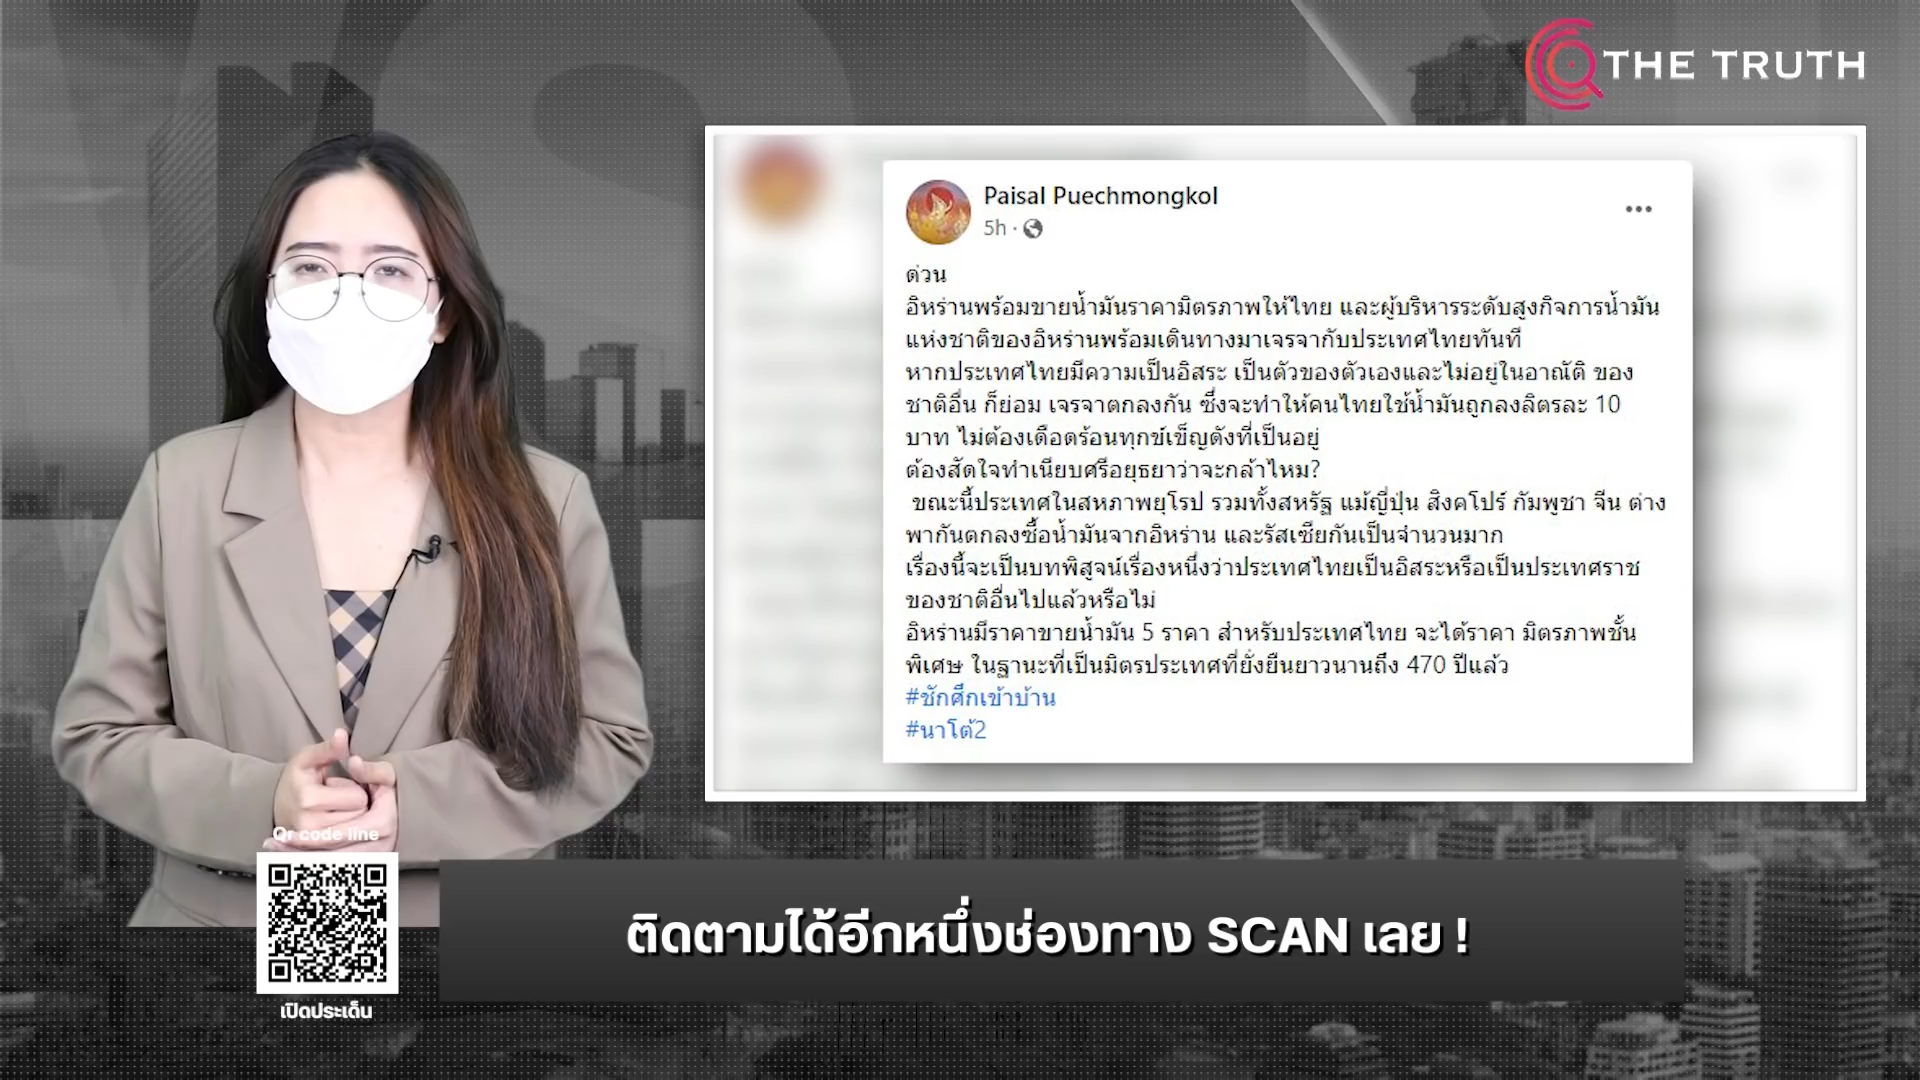 THE TRUTH
Paisal Puechmongkol
5h
ด่วน
อิหร่านพร้อมขายน้ำมันราคามิตรภาพให้ไทย และผู้บริหารระดับสูงกิจการน้ำมัน
แห่งชาติของอิหร่านพร้อมเดินทางมาเจรจากับประเทศไทยทันที
หากประเทศไทยมีความเป็นอิสระ เป็นตัวของตัวเองและไม่อยู่ในอาณัติ ของ
ชาติอื่น ก็ย่อม เจรจาตกลงกัน ซึ่งจะทำให้คนไทยใช้น้ำมันถูกลงลิตรละ 10
บาท ไม่ต้องเดือดร้อนทุกข์เข็ญดังที่เป็นอยู่
ต้องสัดใจทำเนียบศรีอยุธยาว่าจะกล้าไหม?
ขณะนี้ประเทศในสหภาพยุโรป รวมทั้งสหรัฐ แม้ญี่ปุ่น สิงคโปร์ กัมพูชา จีน ต่าง
พากันตกลงซื้อน้ำมันจากอิหร่าน และรัสเซียกันเป็นจำนวนมาก
เรื่องนี้จะเป็นบทพิสูจน์เรื่องหนึ่งว่าประเทศไทยเป็นอิสระหรือเป็นประเทศราช
ของชาติอื่นไปแล้วหรือไม่
อิหร่านมีราคาขายน้ำมัน 5 ราคา สำหรับประเทศไทย จะได้ราคา มิตรภาพชั้น
พิเศษ ในฐานะที่เป็นมิตรประเทศที่ยั่งยืนยาวนานถึง 470 ปีแล้ว
#ชักศึกเข้าบ้าน
#นาโต้2
Qr code line
ติดตามได้อีกหนึ่งช่องทาง SCAN เลย !
เปิดประเด็น